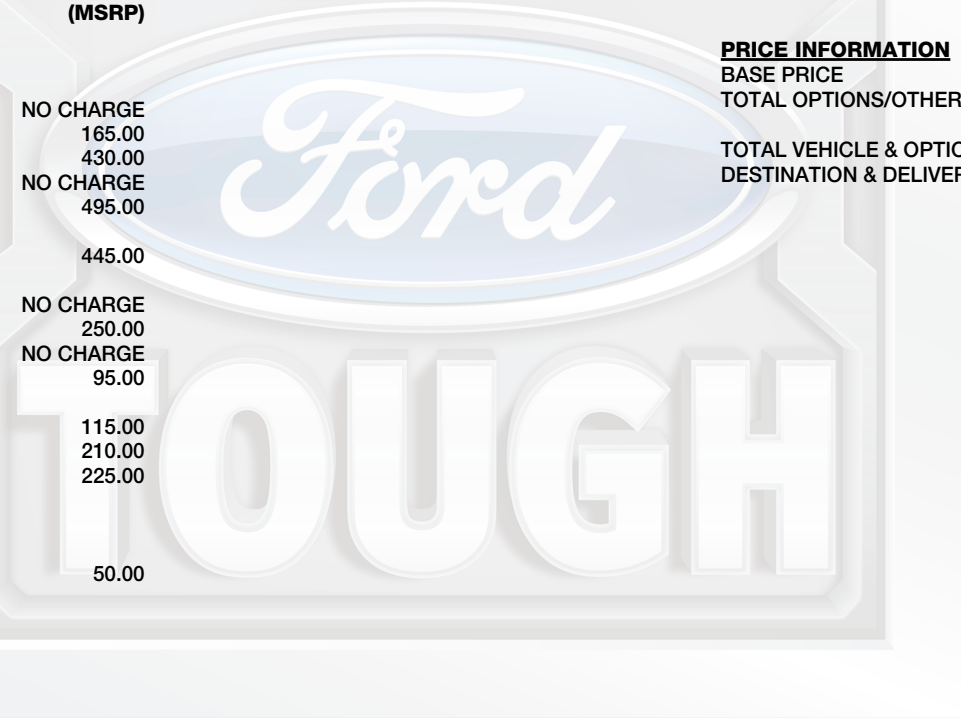 (MSRP)
NO CHARGE
165.00
430.00
NO CHARGE
495.00
445.00
NO CHARGE
250.00
NO CHARGE
95.00
115.00
210.00
225.00
50.00
PRICE INFORMATION
BASE PRICE
TOTAL OPTIONS/OTHER
TOTAL VEHICLE & OPTIO
DESTINATION & DELIVER
Ford
TOUGH